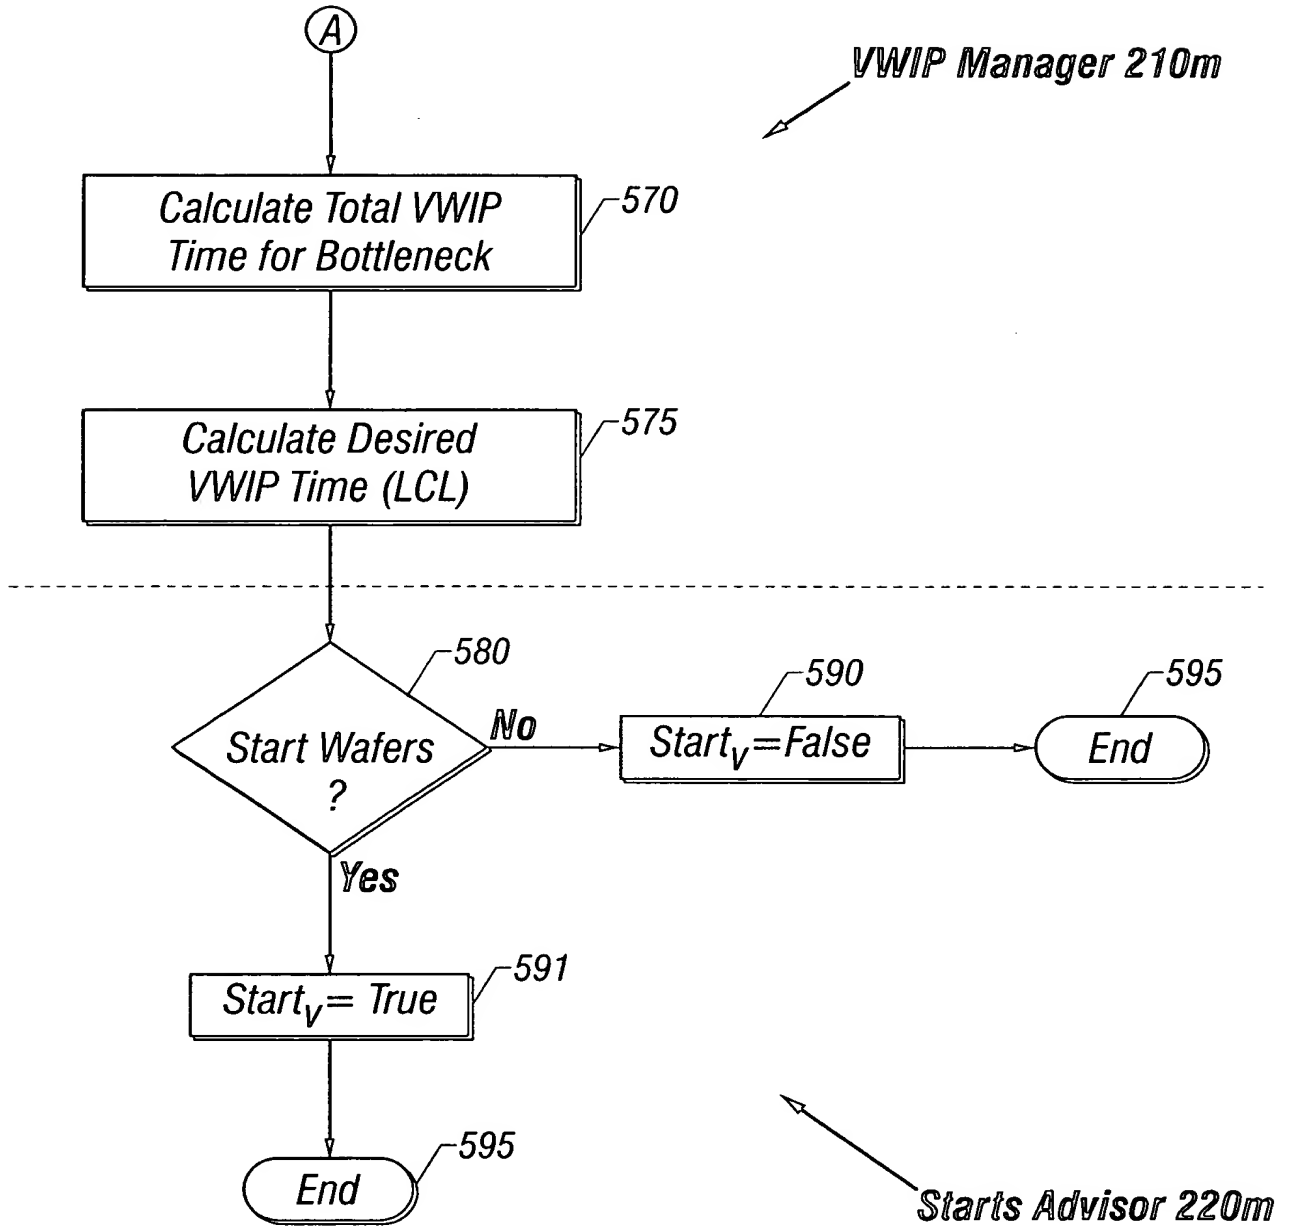 A
VWIP Manager 210m
570
Calculate Total VWIP
Time for Bottleneck
575
Calculate Desired
VWIP Time (LCL)
580
Start Wafers
?
No
590
StartV=False
595
End
Yes
591
StartV= True
595
End
Starts Advisor 220m